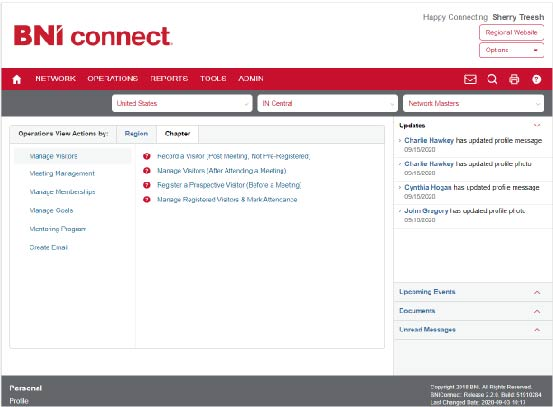 Happy Connecting Sherry Treesh
BNI connect®
Regional Website
Options
NETWORK OPERATIONS REPORTS TOOLS ADMIN
United States IN Central Network Masters
Operations View Actions by: Region Chapter
Manage Visitors
Meeting Management
Manage Memberships
Manage Goals
Mentoring Program
Create Email
Record a Visitor (Post Meeting, Not Pre-Registered)
Manage Visitors (After Attending a Meeting)
Register a Prospective Visitor (Before a Meeting)
Manage Registered Visitors & Mark Attendance
Updates
Charlie Hawkey has updated profile message
09/15/2020
Charlie Hawkey has updated profile photo
09/15/2020
Cynthia Hogan has updated profile message
09/15/2020
John Gregory has updated profile photo
Upcoming Events
Documents
Unread Messages
Personal
Profile
Copyright 2018 BNI. All Rights Reserved.
BNIConnect: Release 2.2.0, Build:
Last Changed Date: 2020-09-03